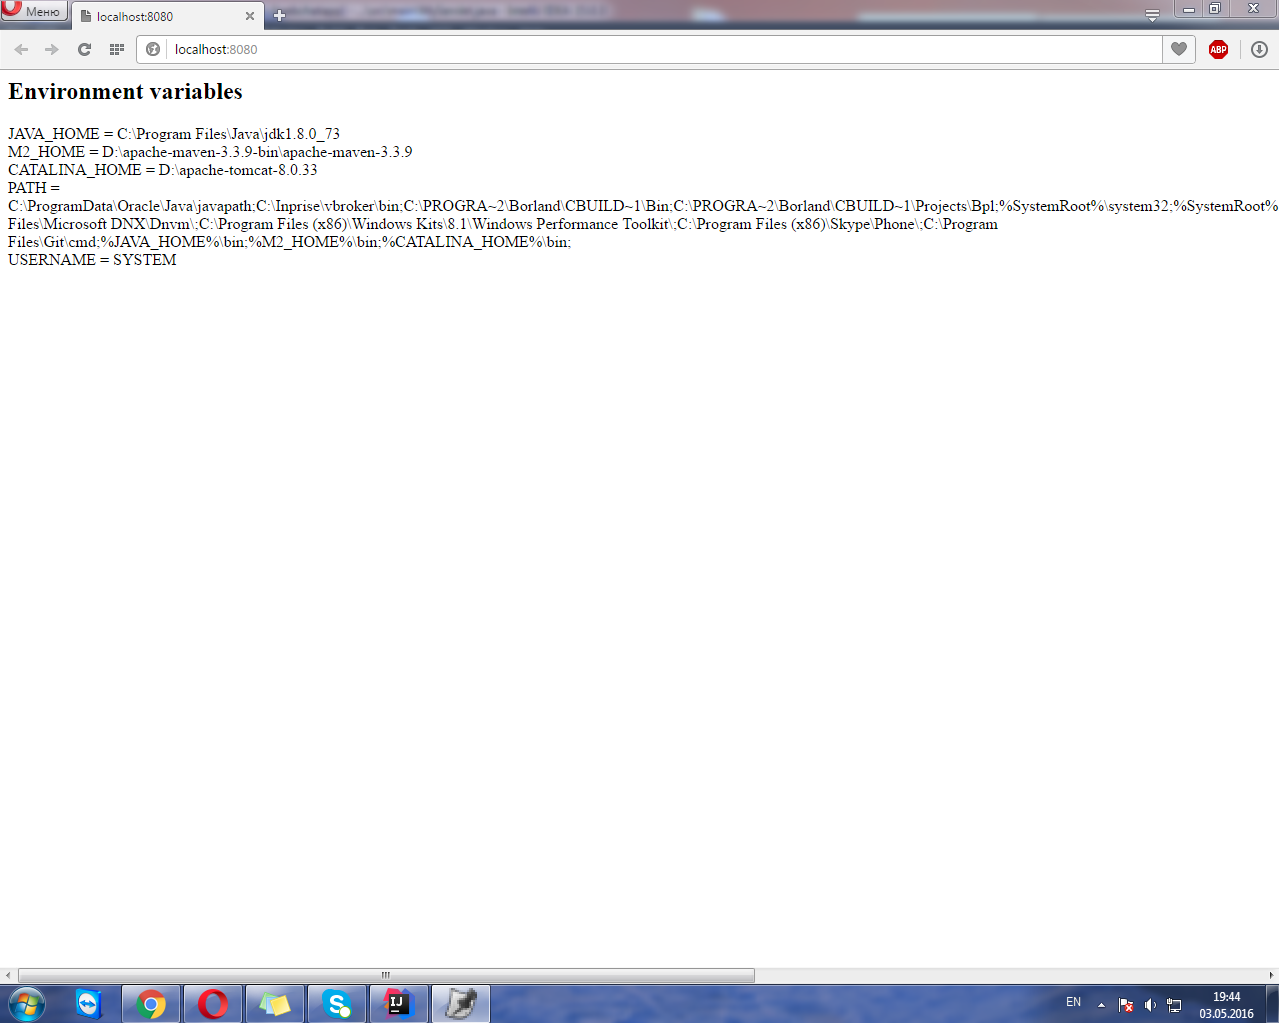 Меню
localhost:8080
localhost:8080
ABP
Environment variables
JAVA_HOME = C:\Program Files\Java\jdk1.8.0_73
M2_HOME = D:\apache-maven-3.3.9-bin\apache-maven-3.3.9
CATALINA_HOME = D:\apache-tomcat-8.0.33
PATH =
C:\ProgramData\Oracle\Java\javapath;C:\Inprise\vbroker\bin;C:\PROGRA~2\Borland\CBUILD~1\Bin;C:\PROGRA~2\Borland\CBUILD~1\Projects\Bpl;%SystemRoot%\system32;%SystemRoot%
Files\Microsoft DNX\Dnvm\;C:\Program Files (x86)\Windows Kits\8.1\Windows Performance Toolkit\;C:\Program Files (x86)\Skype\Phone\;C:\Program
Files\Git\cmd;%JAVA_HOME%\bin;%M2_HOME%\bin;%CATALINA_HOME%\bin;
USERNAME = SYSTEM
IJ
EN
19:44
03.05.2016